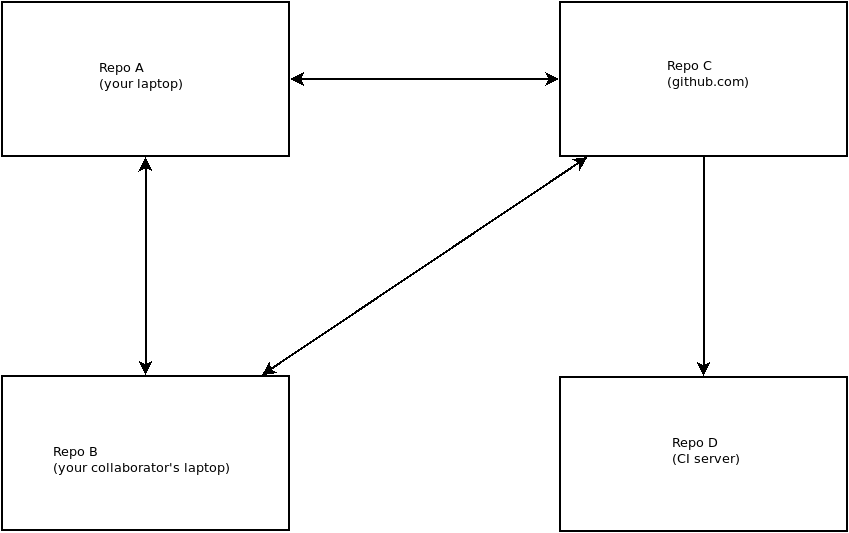 Repo A
(your laptop)
Repo C
(github.com)
Repo B
(your collaborator's laptop)
Repo D
(CI server)